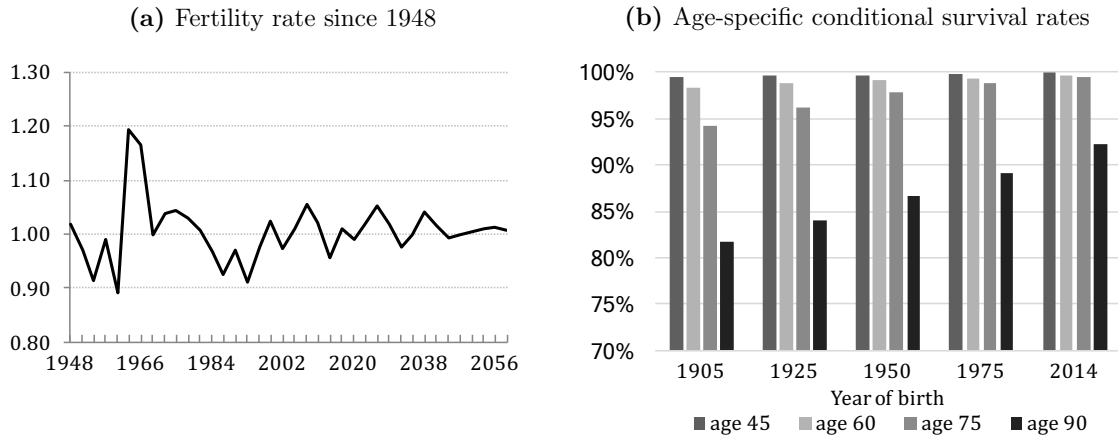 (a) Fertility rate since 1948
1.30
1.20
1.10
1.00
0.90
0.80
1948 1966 1984 2002 2020 2038 2056
(b) Age-specific conditional survival rates
100%
95%
90%
85%
80%
75%
70%
1905 1925 1950 1975 2014
Year of birth
age 45 age 60 age 75 age 90